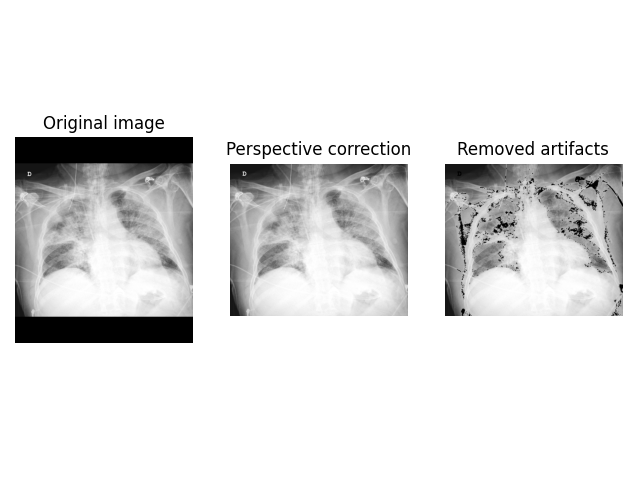 Original image
Perspective correction
Removed artifacts
D
D